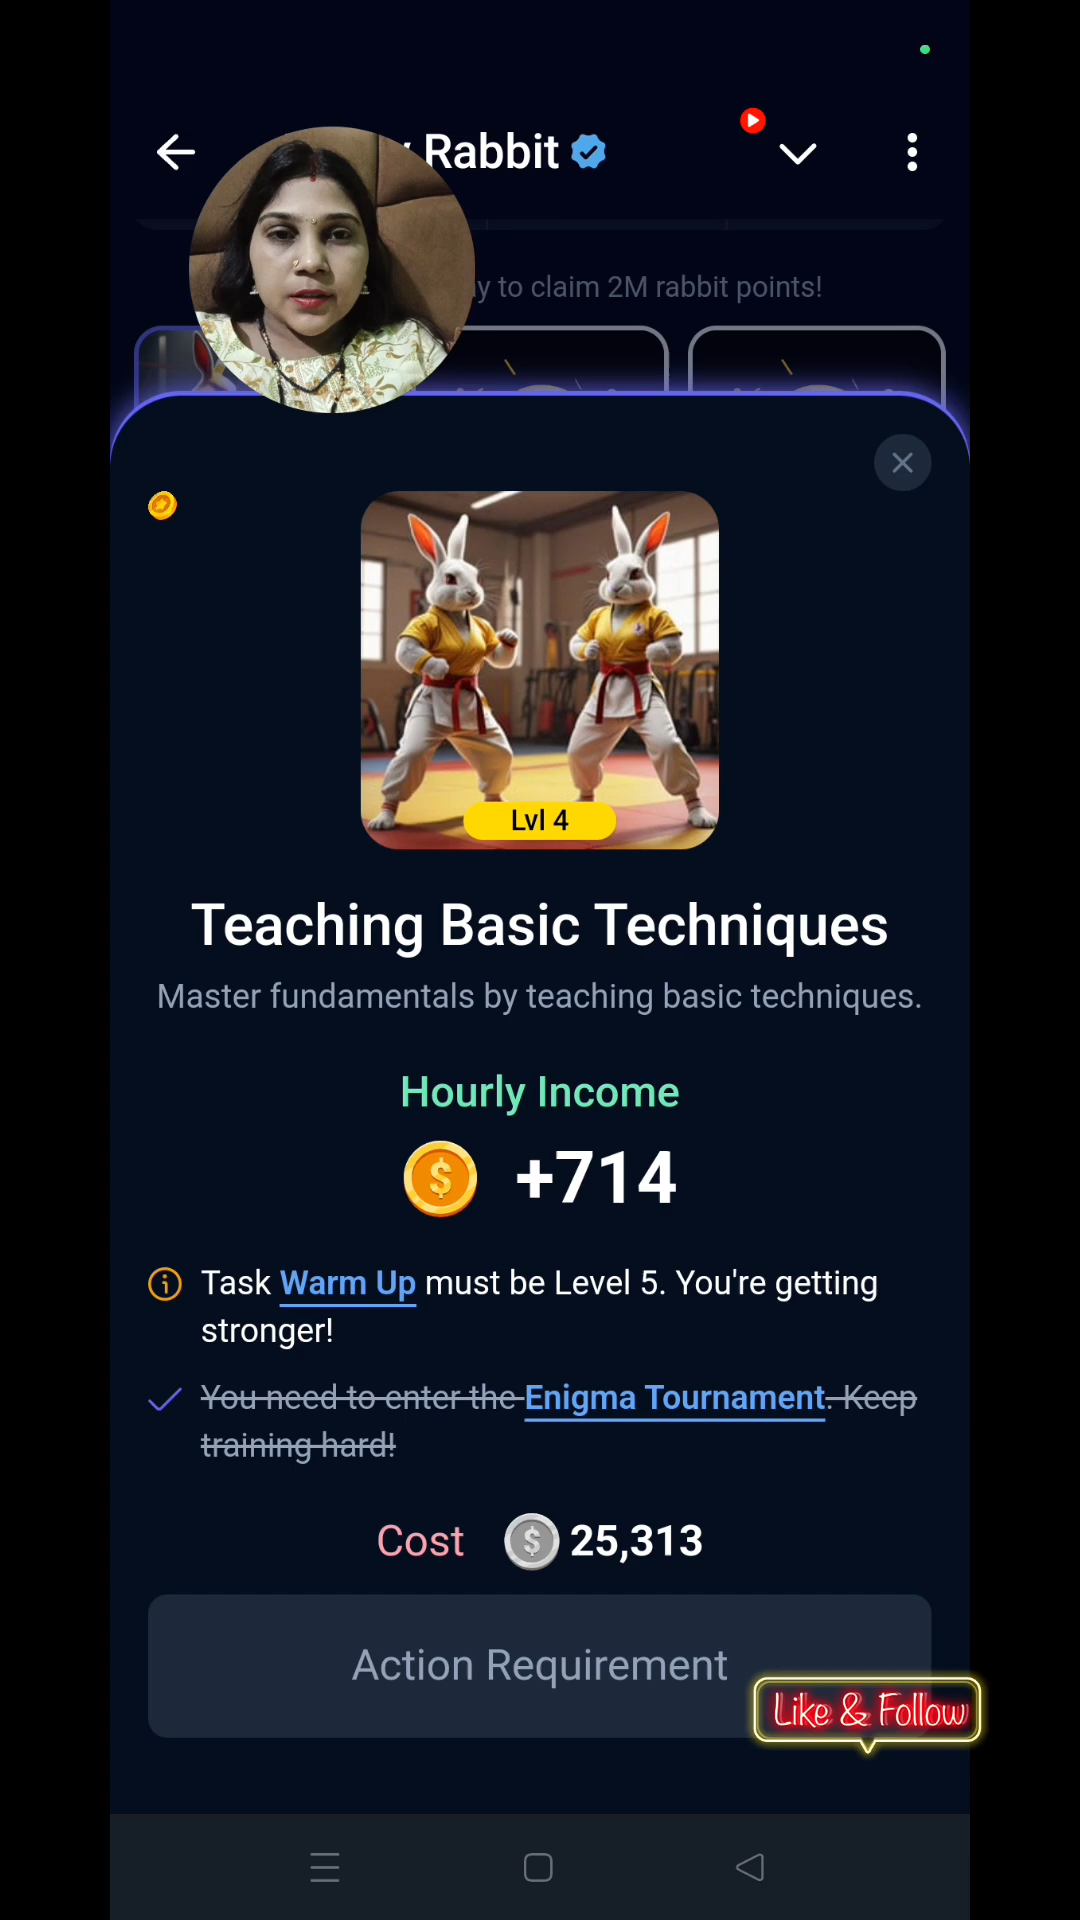 Rabbit
to claim 2M rabbit points!
Lvl 4
Teaching Basic Techniques
Master fundamentals by teaching basic techniques.
Hourly Income
+714
Task Warm Up must be Level 5. You're getting
stronger!
You need to enter the Enigma Tournament. Keep
training hard!
Cost 25,313
Action Requirement
Like & Follow